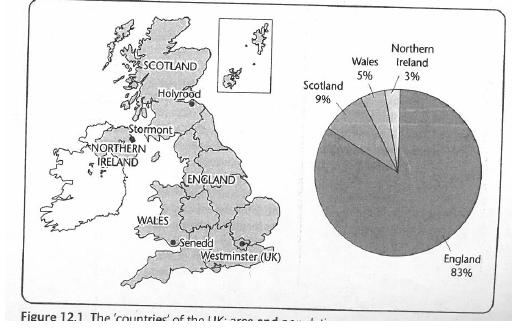 SCOTLAND
Holyrood
Stormont
NORTHERN
IRELAND
ENGLAND
WALES
Senedd
Westminster (UK)
Northern
Ireland
3%
Wales
5%
Scotland
9%
England
83%
Figure 12.1 The 'countries' of the UK: area and